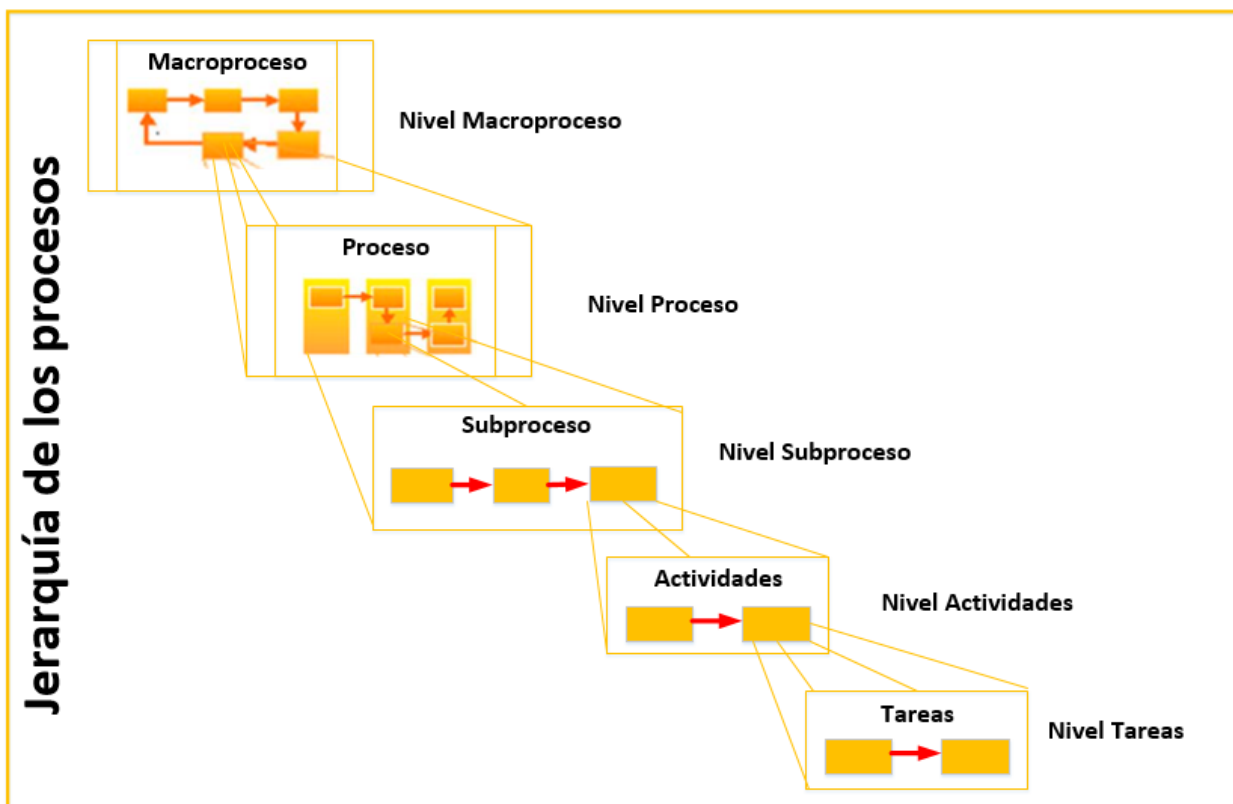 Jerarquía de los procesos
Macroproceso
Nivel Macroproceso
Proceso
Nivel Proceso
Subproceso
Nivel Subproceso
Actividades
Nivel Actividades
Tareas
Nivel Tareas